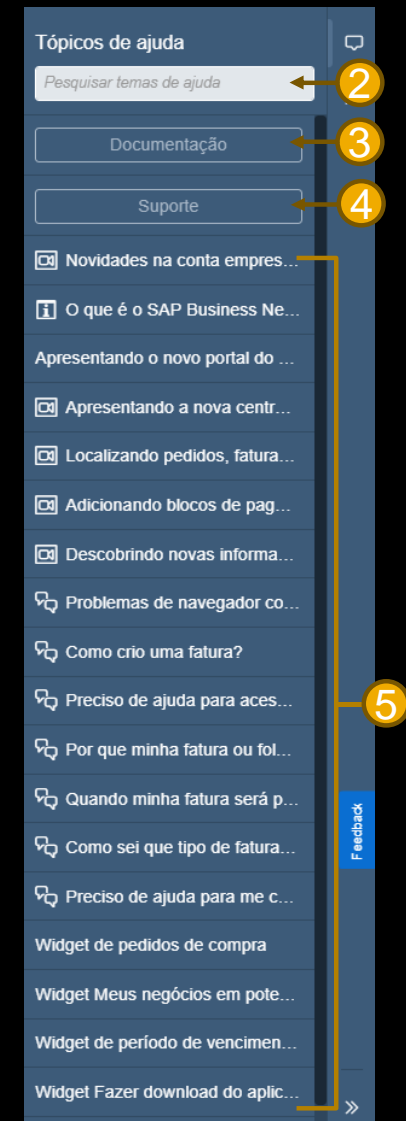 Tópicos de ajuda
Pesquisar temas de ajuda
2
Documentação
3
Suporte
4
Novidades na conta empres...
O que é o SAP Business Ne...
Apresentando o novo portal do ...
Apresentando a nova centr...
Localizando pedidos, fatura...
Adicionando blocos de pag...
Descobrindo novas informa...
Problemas de navegador co...
Como crio uma fatura?
Preciso de ajuda para aces...
5
Por que minha fatura ou fol...
Quando minha fatura será p...
Feedback
Como sei que tipo de fatura...
Preciso de ajuda para me c...
Widget de pedidos de compra
Widget Meus negócios em pote...
Widget de período de vencimen...
Widget Fazer download do aplic...